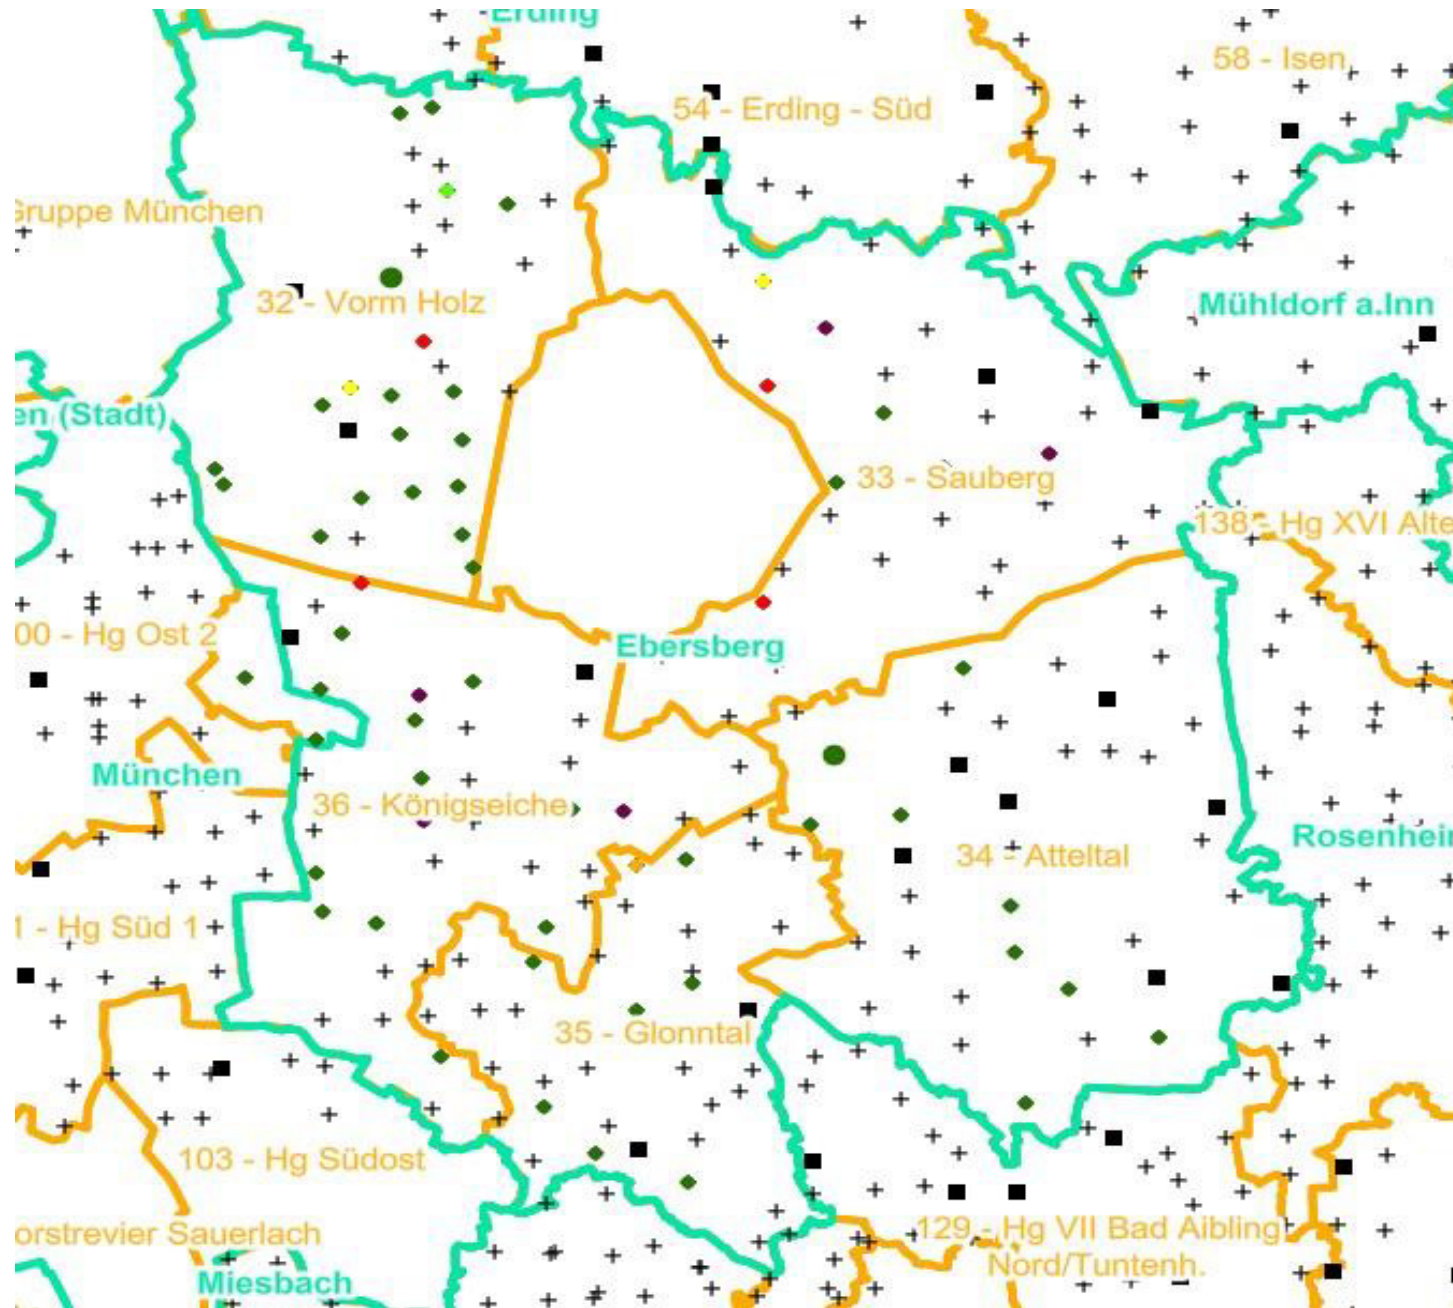 Erding
58 - Isen
54 - Erding - Süd
Gruppe München
32 - Vorm Holz
Mühldorf a.Inn
en (Stadt)
33 - Sauberg
138 - Hg XVI Alte
00 - Hg Ost 2
Ebersberg
München
36 - Königseiche
Rosenhei
34 - Atteltal
1 - Hg Süd 1
35 - Glonntal
103 - Hg Südost
orstrevier Sauerlach
129 - Hg VII Bad Aibling
Nord/Tuntenh.
Miesbach